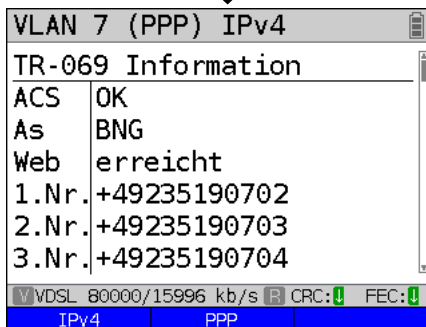 VLAN 7 (PPP) IPv4
TR-069 Information
ACS OK
As BNG
Web erreicht
1.Nr. +49235190702
2.Nr. +49235190703
3.Nr. +49235190704
V VDSL 80000/15996 kb/s R CRC: FEC:
IPv4 PPP